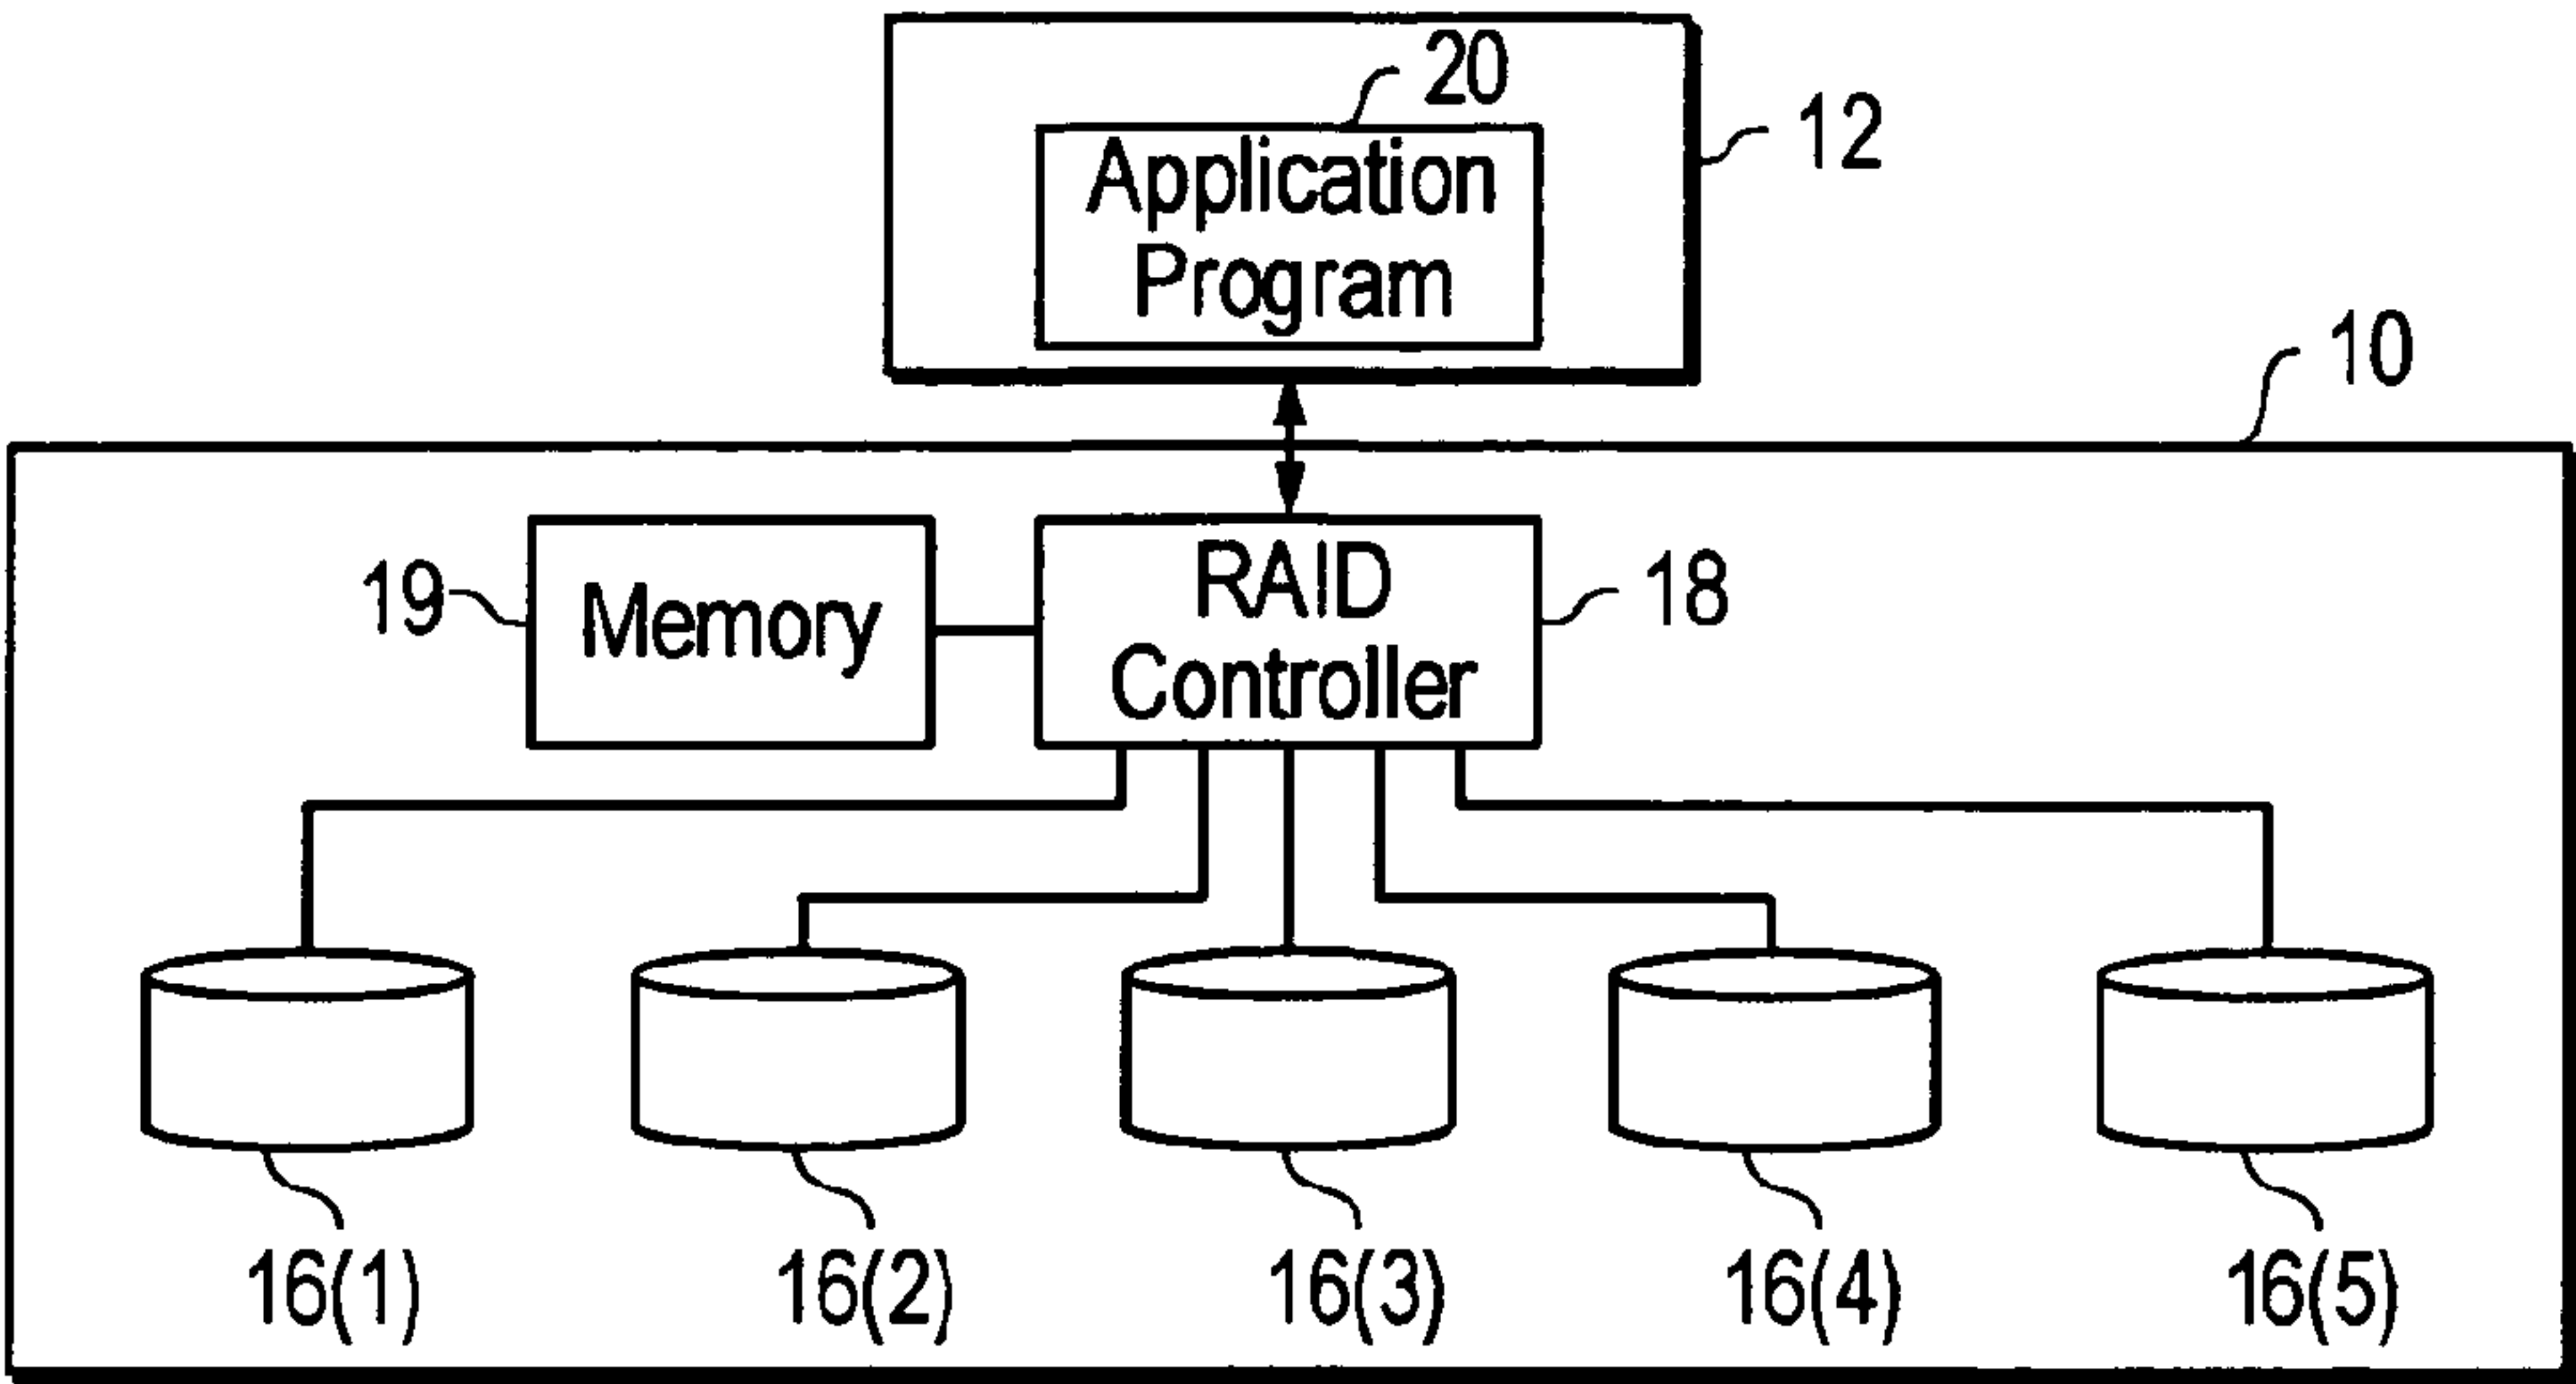 20
Application
Program
12
10
19
Memory
RAID
Controller
18
16(1)
16(2)
16(3)
16(4)
16(5)